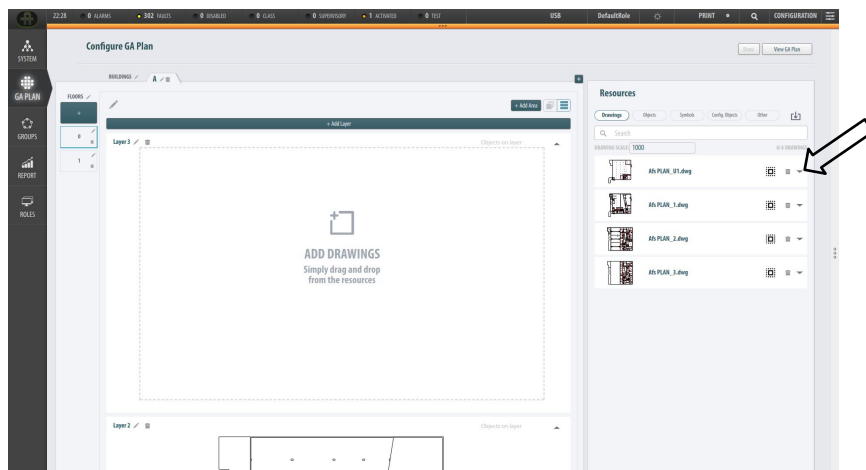 22:28 0 ALARMS 302 FAULTS 0 DISABLED 0 CLASS 0 SUPERVISORY 1 ACTIVATED 0 TEST USB DefaultRole PRINT CONFIGURATION
SYSTEM
GA PLAN
GROUPS
REPORT
ROLES
Configure GA Plan
View GA Plan
BUILDINGS A
FLOORS
+
0
1
+ Add Area
+ Add Layer
Layer 3 Objects on layer
ADD DRAWINGS
Simply drag and drop
from the resources
Layer 2 Objects on layer
Resources
Drawings Objects Symbols Config. Objects Other
Search
DRAWING SCALE: 1000 DRAWINGS
Afs PLAN_U1.dwg
Afs PLAN_1.dwg
Afs PLAN_2.dwg
Afs PLAN_3.dwg